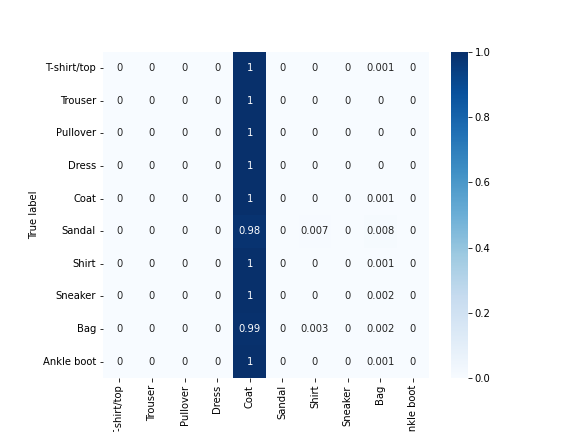 T-shirt/top 0 0 0 0 1 0 0 0 0.001 0
Trouser 0 0 0 0 1 0 0 0 0 0
Pullover 0 0 0 0 1 0 0 0 0 0
Dress 0 0 0 0 1 0 0 0 0 0
Coat 0 0 0 0 1 0 0 0 0.001 0
Sandal 0 0 0 0 0.98 0 0.007 0 0.008 0
Shirt 0 0 0 0 1 0 0 0 0.001 0
Sneaker 0 0 0 0 1 0 0 0 0.002 0
Bag 0 0 0 0 0.99 0 0.003 0 0.002 0
Ankle boot 0 0 0 0 1 0 0 0 0.001 0
True label
-shirt/top Trouser Pullover Dress Coat Sandal Shirt Sneaker Bag nkle boot
1.0
0.8
0.6
0.4
0.2
0.0